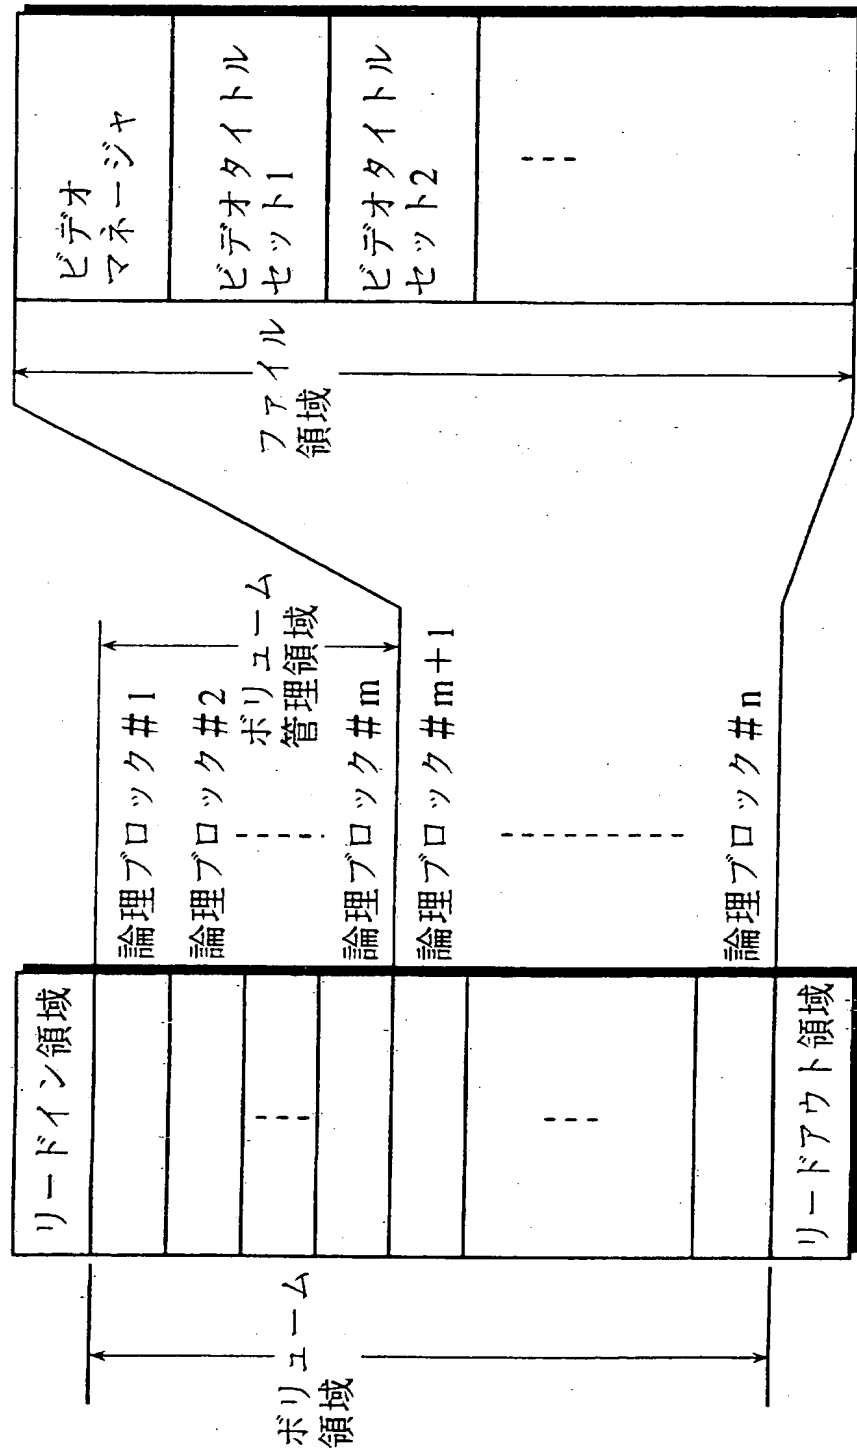 リードイン領域
リードアウト領域
ボリューム
領域
論理ブロック#1
論理ブロック#2
論理ブロック#m
論理ブロック#m+1
論理ブロック#n
ボリューム
管理領域
ファイル
領域
ビデオ
マネージャ
ビデオタイトル
セット1
ビデオタイトル
セット2